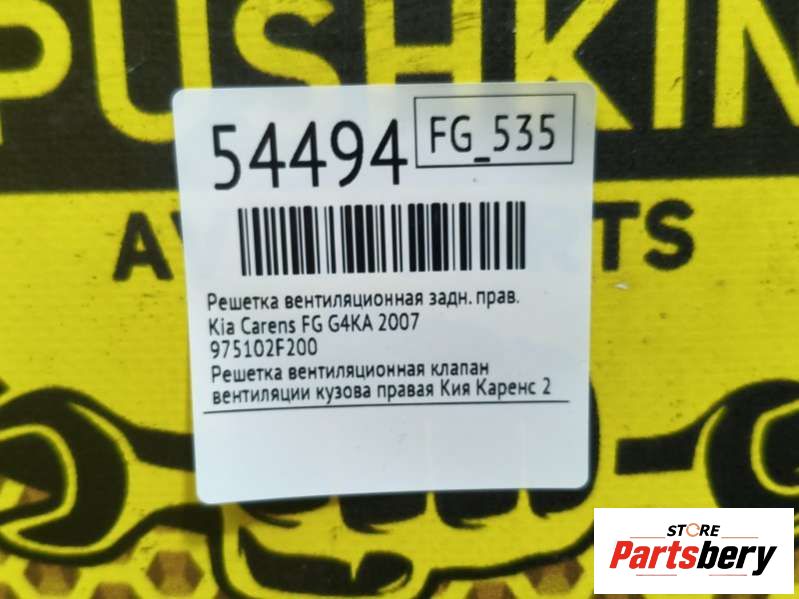 PUSHKIN
54494
FG_535
TS
Решетка вентиляционная задн. прав.
Kia Carens FG G4KA 2007
975102F200
Решетка вентиляционная клапан
вентиляции кузова правая Кия Каренс 2
STORE
Partsbery